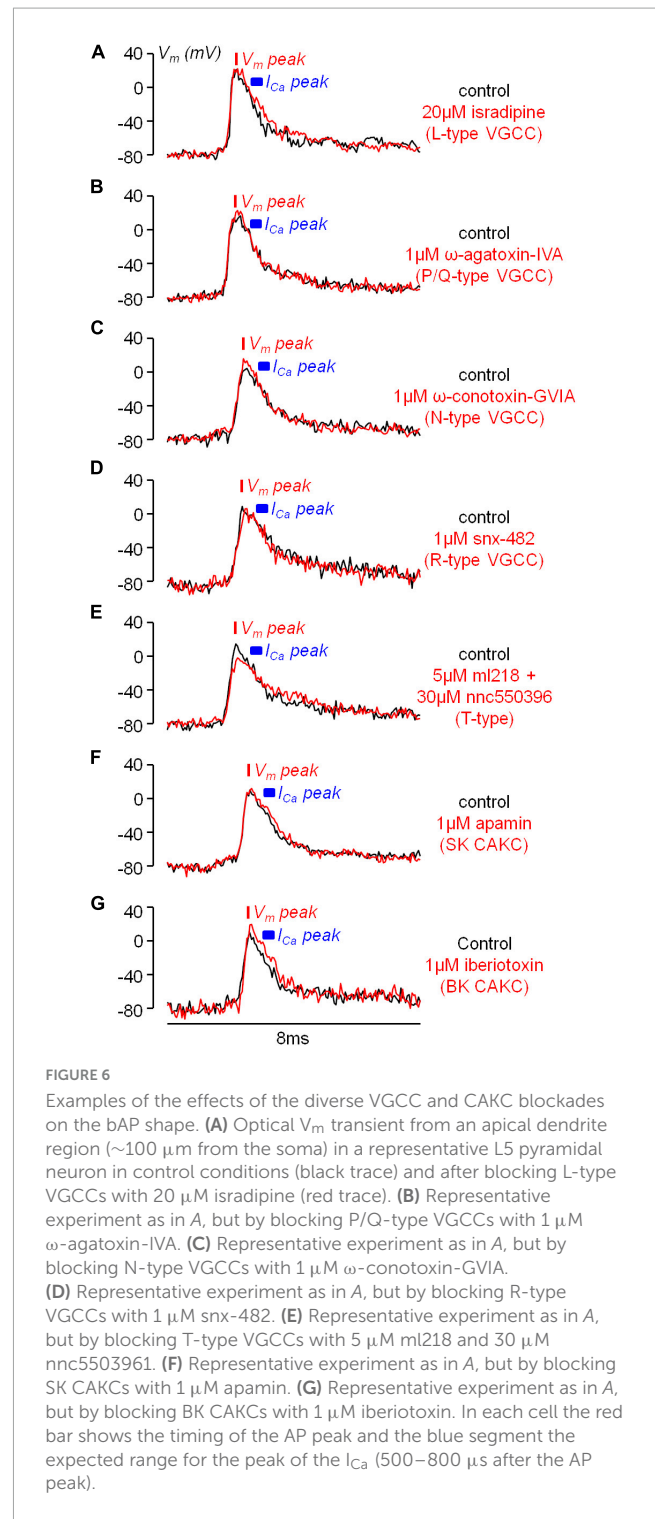 A
40
0
-40
-80
Vm (mV)
Vm peak
ICa peak
control
20µM isradipine
(L-type VGCC)
B
40
0
-40
-80
Vm peak
ICa peak
control
1µM ω-agatoxin-IVA
(P/Q-type VGCC)
C
40
0
-40
-80
Vm peak
ICa peak
control
1µM ω-conotoxin-GVIA
(N-type VGCC)
D
40
0
-40
-80
Vm peak
ICa peak
control
1µM snx-482
(R-type VGCC)
E
40
0
-40
-80
Vm peak
ICa peak
control
5µM ml218 +
30µM nnc550396
(T-type)
F
40
0
-40
-80
Vm peak
ICa peak
control
1µM apamin
(SK CAKC)
G
40
0
-40
-80
Vm peak
ICa peak
Control
1µM iberiotoxin
(BK CAKC)
8ms
FIGURE 6
Examples of the effects of the diverse VGCC and CAKC blockades
on the bAP shape. (A) Optical Vm transient from an apical dendrite
region (∼100 µm from the soma) in a representative L5 pyramidal
neuron in control conditions (black trace) and after blocking L-type
VGCCs with 20 µM isradipine (red trace). (B) Representative
experiment as in A, but by blocking P/Q-type VGCCs with 1 µM
ω-agatoxin-IVA. (C) Representative experiment as in A, but by
blocking N-type VGCCs with 1 µM ω-conotoxin-GVIA.
(D) Representative experiment as in A, but by blocking R-type
VGCCs with 1 µM snx-482. (E) Representative experiment as in A,
but by blocking T-type VGCCs with 5 µM ml218 and 30 µM
nnc5503961. (F) Representative experiment as in A, but by blocking
SK CAKCs with 1 µM apamin. (G) Representative experiment as in A,
but by blocking BK CAKCs with 1 µM iberiotoxin. In each cell the red
bar shows the timing of the AP peak and the blue segment the
expected range for the peak of the ICa (500–800 µs after the AP
peak).